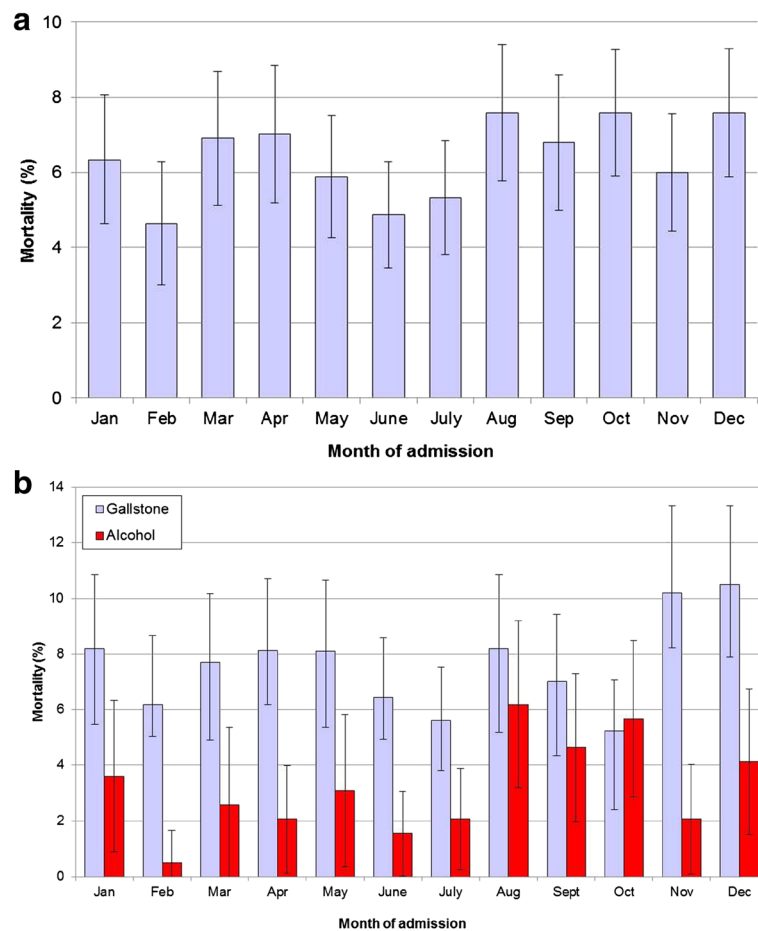 a
10
8
6
4
2
0
Mortality (%)
Jan Feb Mar Apr May June July Aug Sep Oct Nov Dec
Month of admission
b
14
12
10
8
6
4
2
0
Mortality (%)
Gallstone
Alcohol
Jan Feb Mar Apr May June July Aug Sept Oct Nov Dec
Month of admission